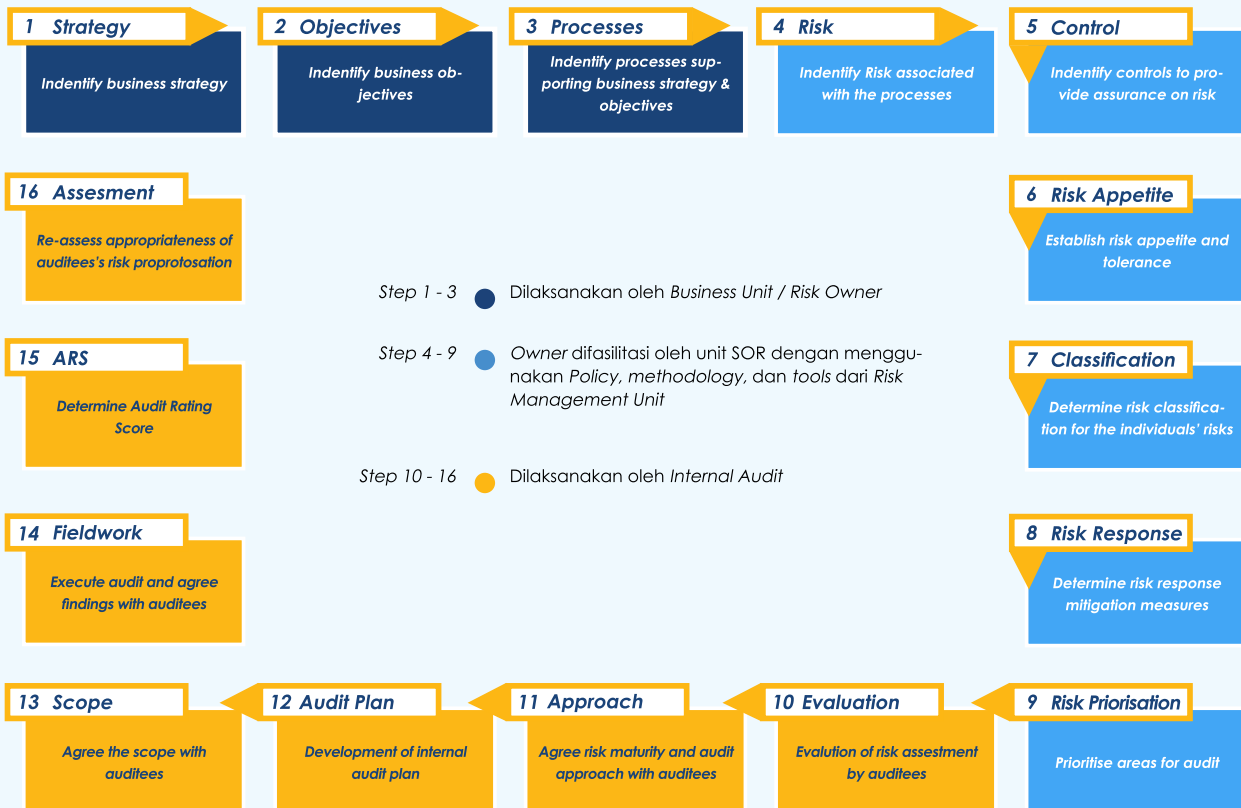 1 Strategy
Indentify business strategy
2 Objectives
Indentify business ob-
jectives
3 Processes
Indentify processes sup-
porting business strategy &
objectives
4 Risk
Indentify Risk associated
with the processes
5 Control
Indentify controls to pro-
vide assurance on risk
6 Risk Appetite
Establish risk appetite and
tolerance
7 Classification
Determine risk classifica-
tion for the individuals' risks
8 Risk Response
Determine risk response
mitigation measures
9 Risk Priorisation
Prioritise areas for audit
10 Evaluation
Evalution of risk assestment
by auditees
11 Approach
Agree risk maturity and audit
approach with auditees
12 Audit Plan
Development of internal
audit plan
13 Scope
Agree the scope with
auditees
14 Fieldwork
Execute audit and agree
findings with auditees
15 ARS
Determine Audit Rating
Score
16 Assesment
Re-assess appropriateness of
auditees's risk proprotosation
Step 1 - 3 Dilaksanakan oleh Business Unit / Risk Owner
Step 4 - 9 Owner difasilitasi oleh unit SOR dengan menggu-
nakan Policy, methodology, dan tools dari Risk
Management Unit
Step 10 - 16 Dilaksanakan oleh Internal Audit